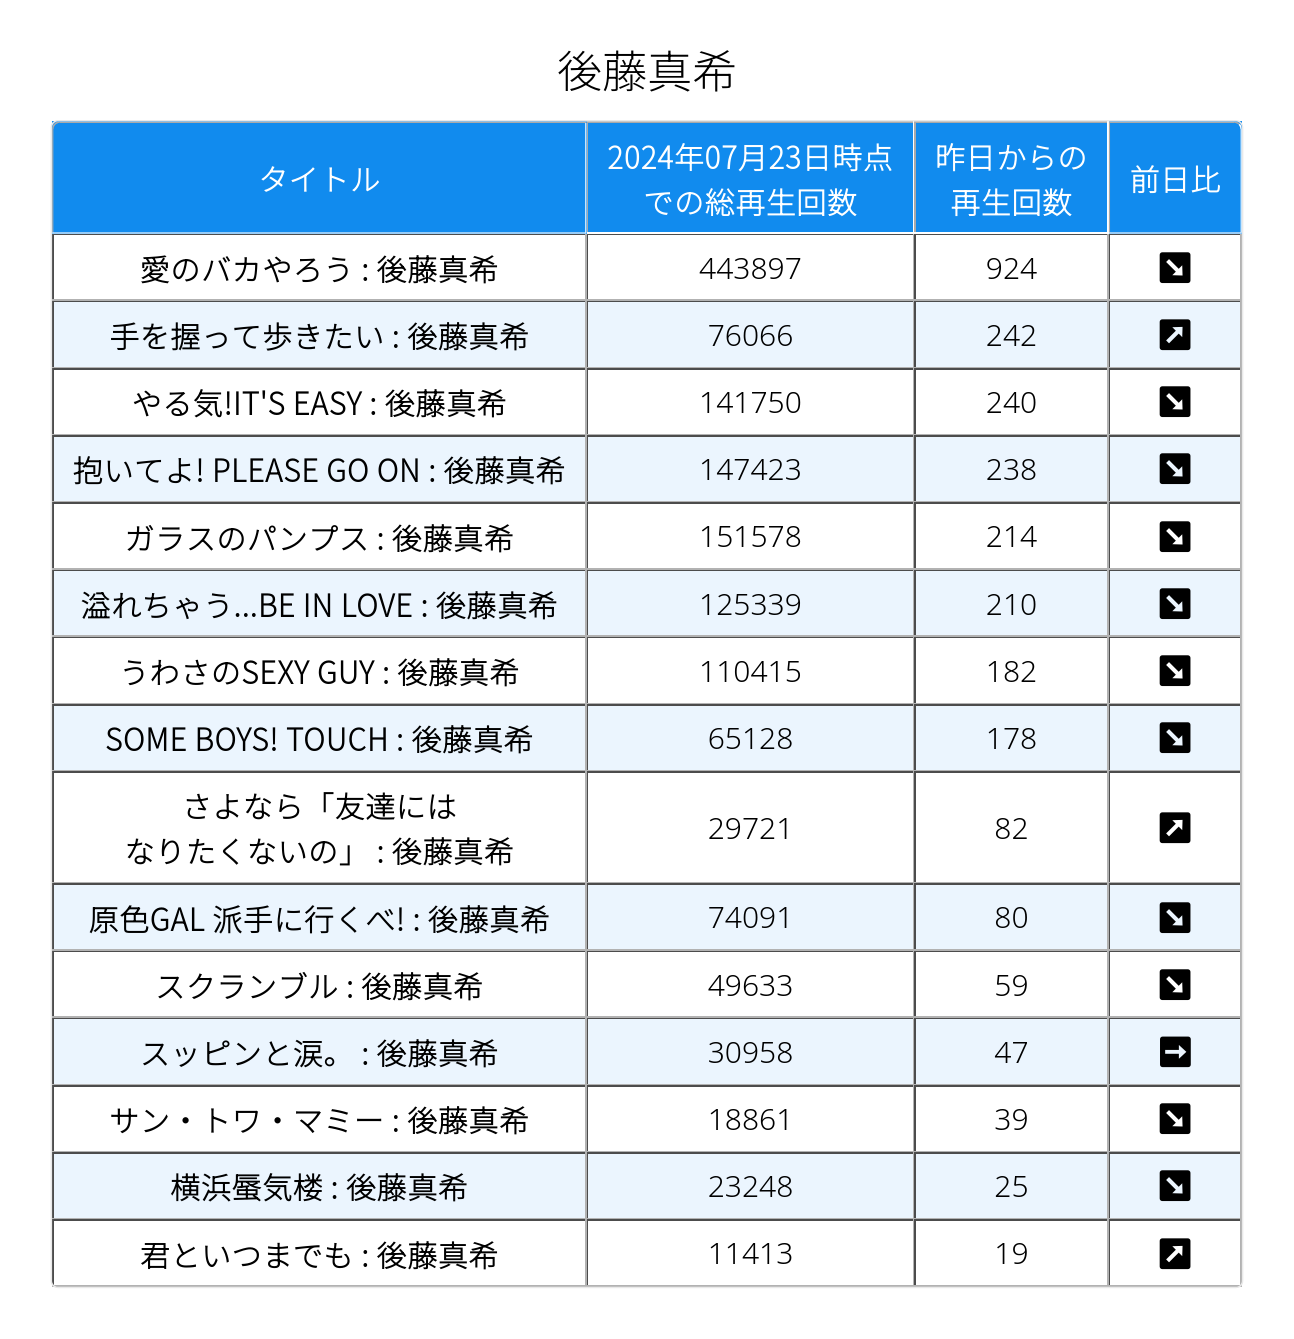 後藤真希
タイトル
2024年07月23日時点
での総再生回数
昨日からの
再生回数
前日比
愛のバカやろう : 後藤真希 443897 924 ↘
手を握って歩きたい : 後藤真希 76066 242 ↗
やる気!IT'S EASY : 後藤真希 141750 240 ↘
抱いてよ! PLEASE GO ON : 後藤真希 147423 238 ↘
ガラスのパンプス : 後藤真希 151578 214 ↘
溢れちゃう...BE IN LOVE : 後藤真希 125339 210 ↘
うわさのSEXY GUY : 後藤真希 110415 182 ↘
SOME BOYS! TOUCH : 後藤真希 65128 178 ↘
さよなら「友達には
なりたくないの」 : 後藤真希 29721 82 ↗
原色GAL 派手に行くべ! : 後藤真希 74091 80 ↘
スクランブル : 後藤真希 49633 59 ↘
スッピンと涙。 : 後藤真希 30958 47 →
サン・トワ・マミー : 後藤真希 18861 39 ↘
横浜蜃気楼 : 後藤真希 23248 25 ↘
君といつまでも : 後藤真希 11413 19 ↗